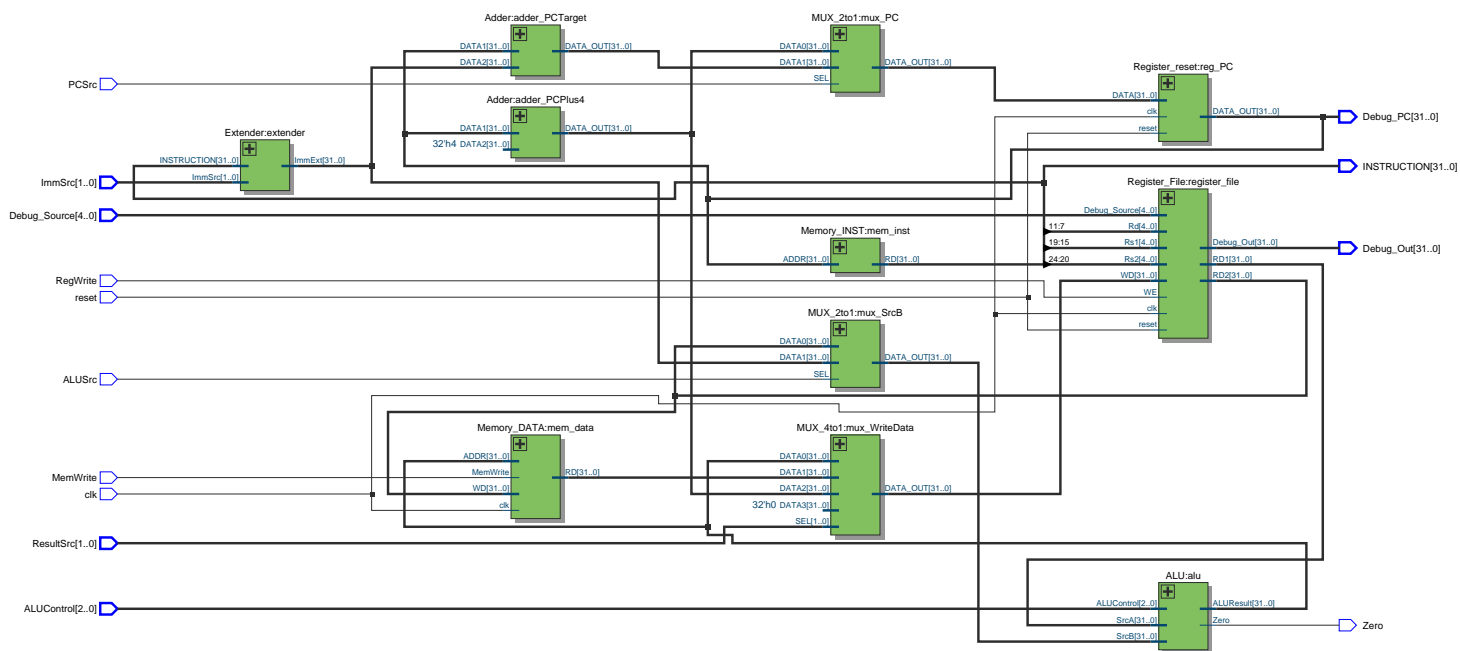 Adder:adder_PCTarget
DATA1[31..0]
DATA2[31..0]
DATA_OUT[31..0]
MUX_2to1:mux_PC
DATA0[31..0]
DATA1[31..0]
SEL
DATA_OUT[31..0]
Register_reset:reg_PC
DATA[31..0]
clk
reset
DATA_OUT[31..0]
PCSrc
Debug_PC[31..0]
Adder:adder_PCPlus4
DATA1[31..0]
32'h4 DATA2[31..0]
DATA_OUT[31..0]
Extender:extender
INSTRUCTION[31..0]
ImmSrc[1..0]
ImmExt[31..0]
ImmSrc[1..0]
INSTRUCTION[31..0]
Debug_Source[4..0]
Register_File:register_file
Debug_Source[4..0]
11:7
Rd[4..0]
19:15
Rs1[4..0]
24:20
Rs2[4..0]
WD[31..0]
WE
clk
reset
Debug_Out[31..0]
RD1[31..0]
RD2[31..0]
Debug_Out[31..0]
Memory_INST:mem_inst
ADDR[31..0]
RD[31..0]
RegWrite
reset
MUX_2to1:mux_SrcB
DATA0[31..0]
DATA1[31..0]
SEL
DATA_OUT[31..0]
ALUSrc
Memory_DATA:mem_data
ADDR[31..0]
MemWrite
WD[31..0]
clk
RD[31..0]
MUX_4to1:mux_WriteData
DATA0[31..0]
DATA1[31..0]
DATA2[31..0]
32'h0 DATA3[31..0]
SEL[1..0]
DATA_OUT[31..0]
MemWrite
clk
ResultSrc[1..0]
ALU:alu
ALUControl[2..0]
SrcA[31..0]
SrcB[31..0]
ALUResult[31..0]
Zero
ALUControl[2..0]
Zero